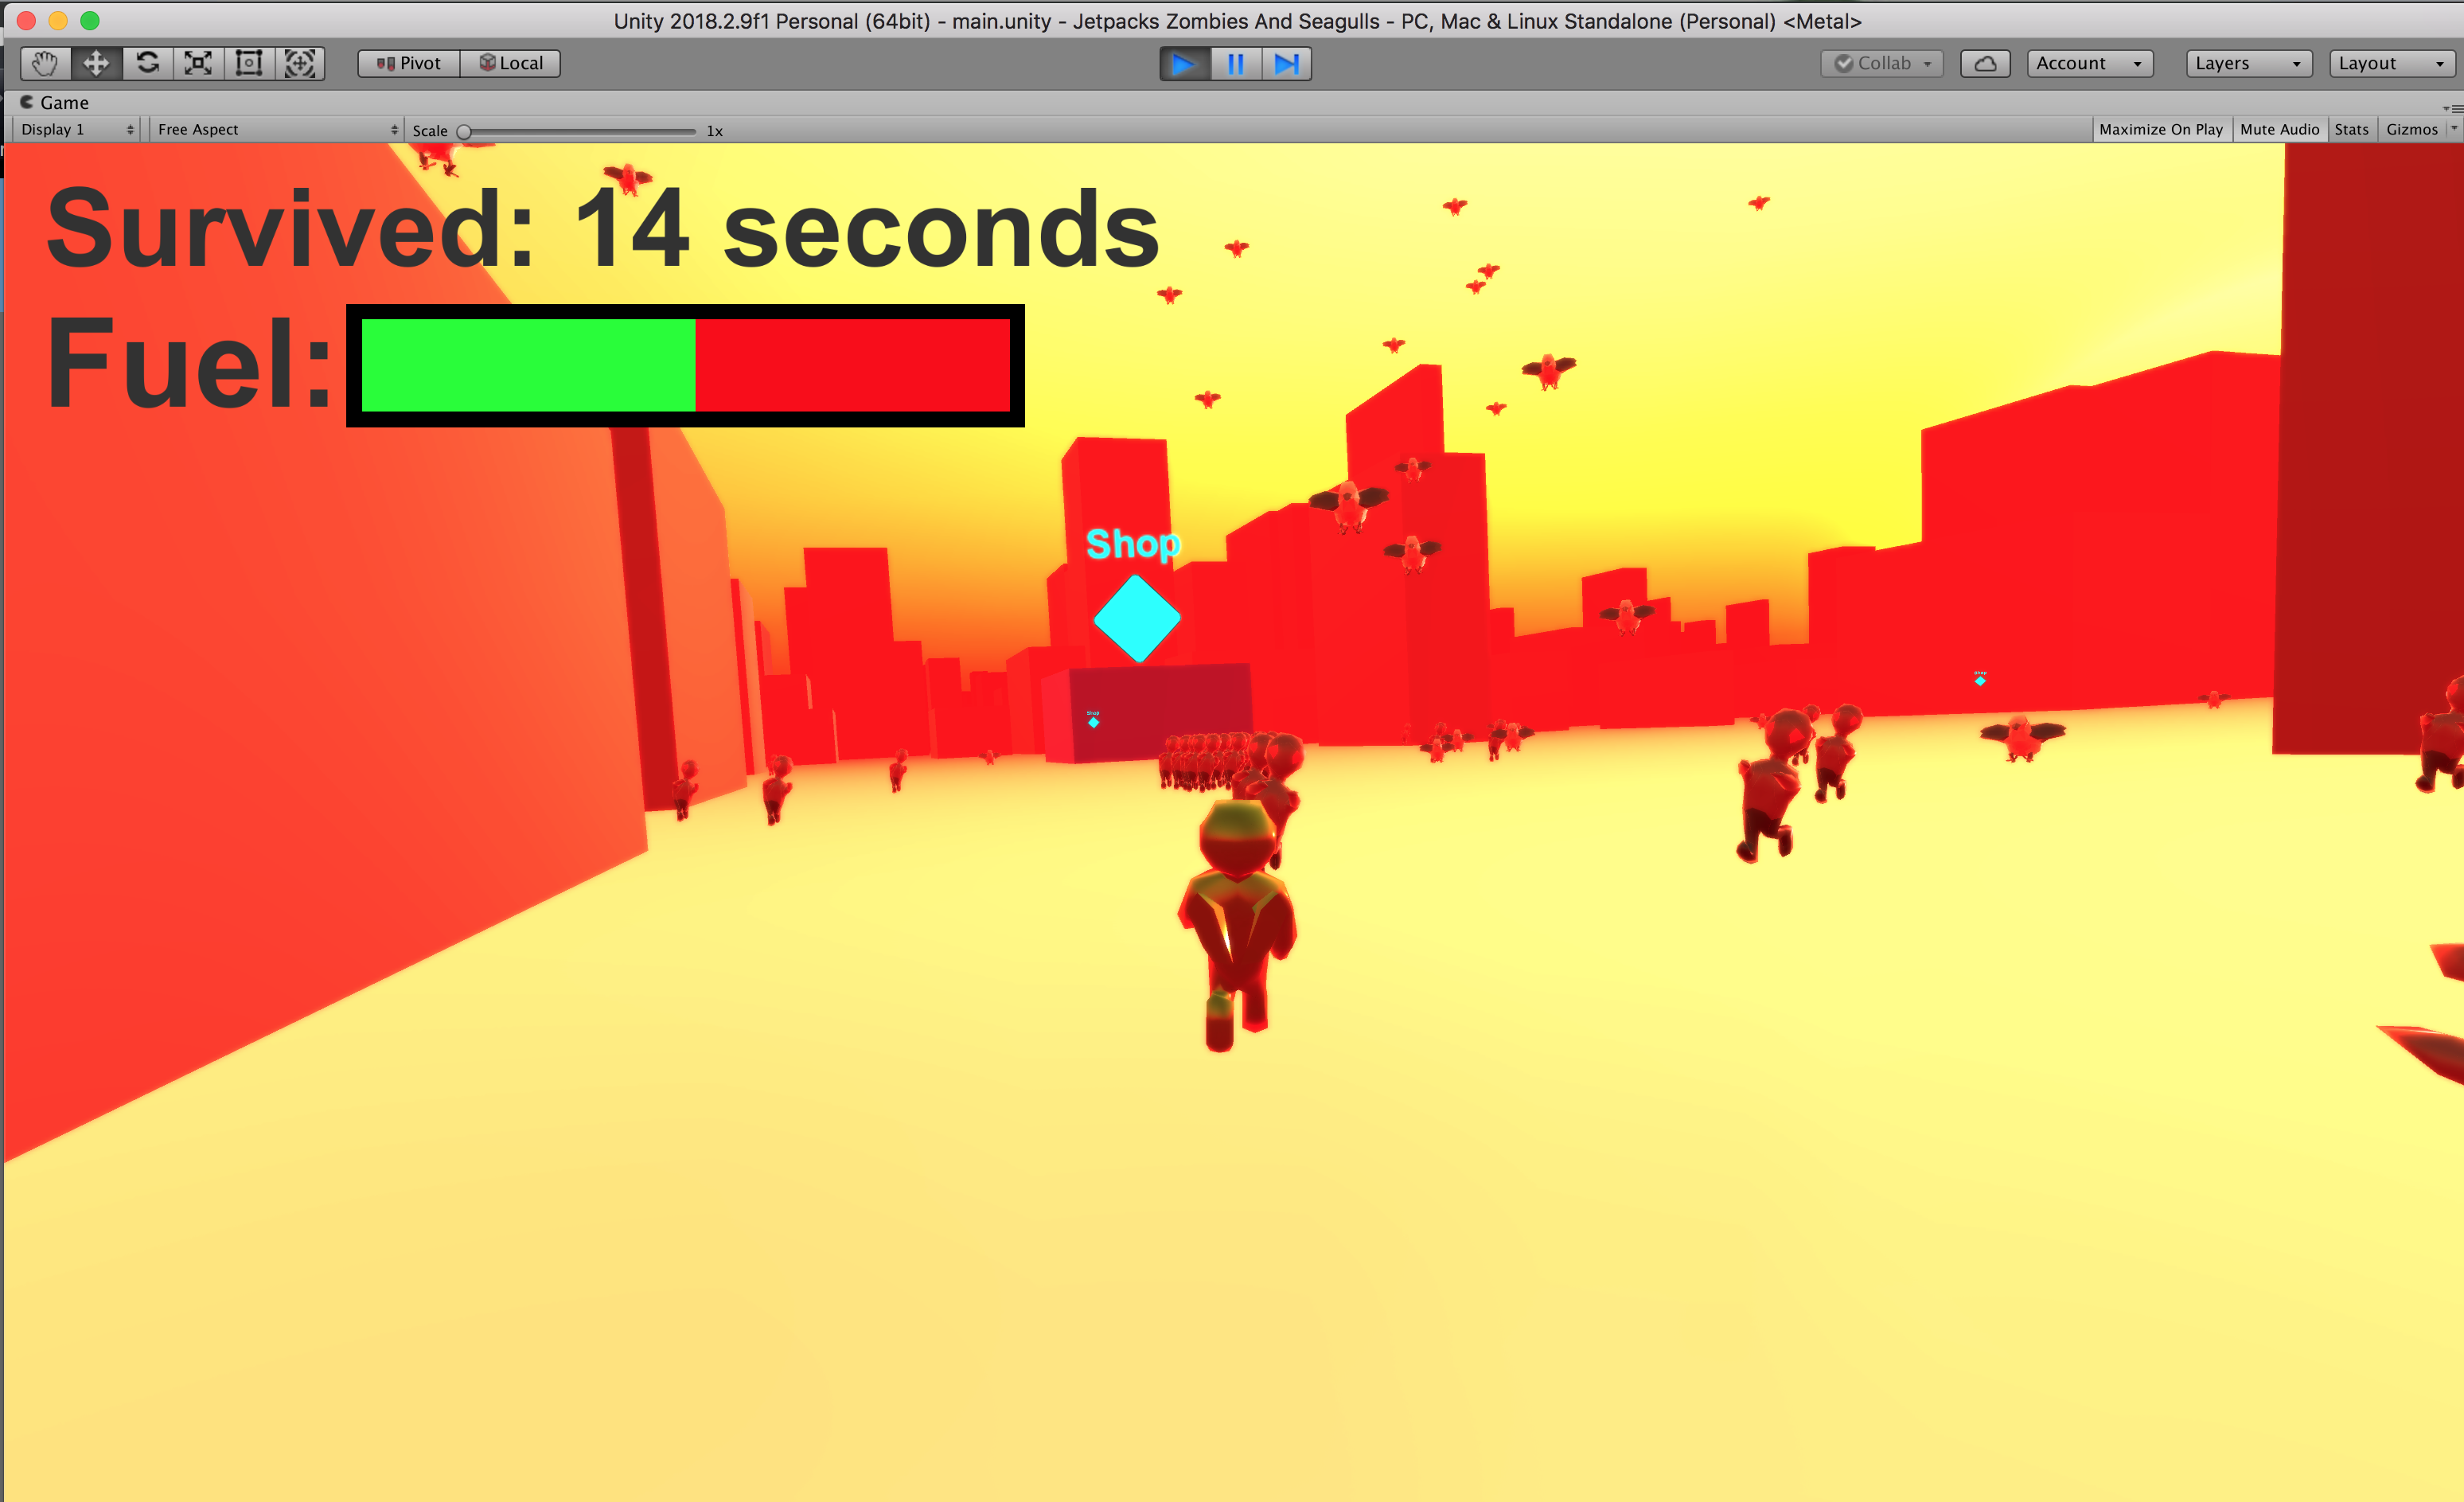 Unity 2018.2.9f1 Personal (64bit) - main.unity - Jetpacks Zombies And Seagulls - PC, Mac & Linux Standalone (Personal) <Metal>
Pivot Local Collab Account Layers Layout
Game
Display 1 Free Aspect Scale 1x Maximize On Play Mute Audio Stats Gizmos
Survived: 14 seconds
Fuel:
Shop
Shop
Shop